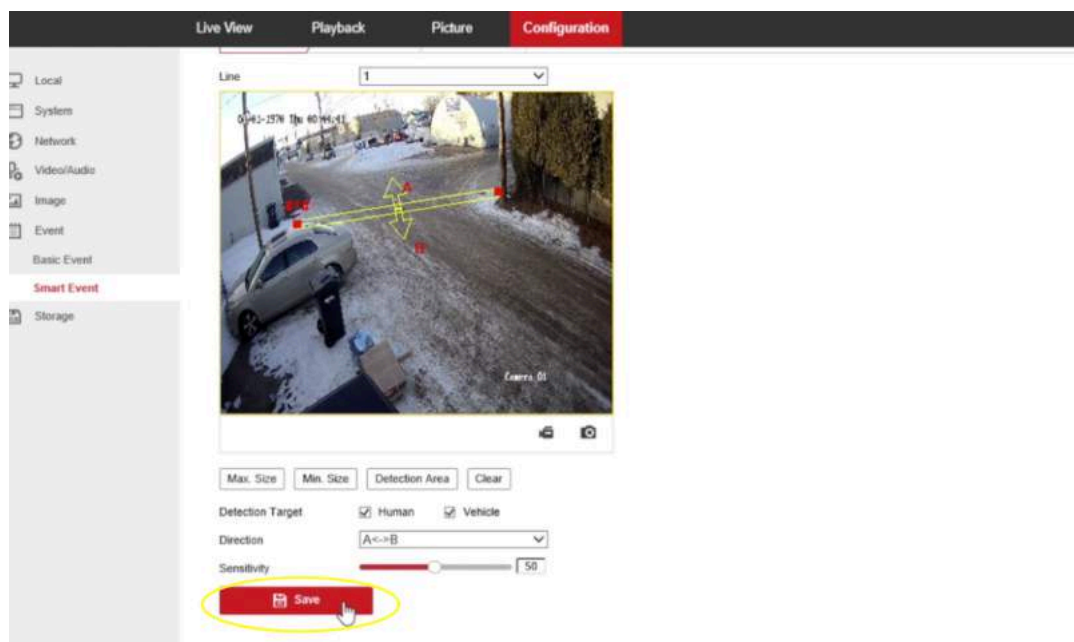 Live View Playback Picture Configuration
Local
System
Network
Video/Audio
Image
Event
Basic Event
Smart Event
Storage
Line 1
Thu
A
B
Camera 01
Max. Size Min. Size Detection Area Clear
Detection Target Human Vehicle
Direction A<->B
Sensitivity 50
Save